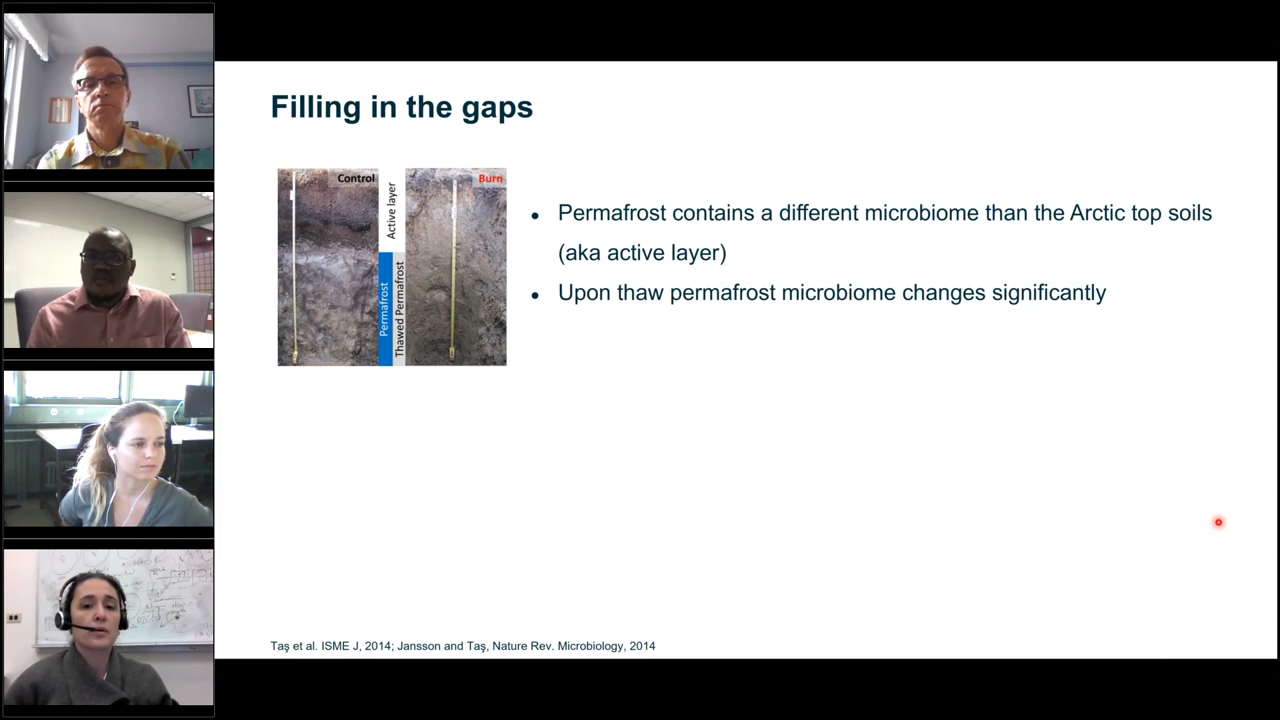 Filling in the gaps
Control
Active layer
Burn
Permafrost
Thawed Permafrost
• Permafrost contains a different microbiome than the Arctic top soils
(aka active layer)
• Upon thaw permafrost microbiome changes significantly
Taş et al. ISME J, 2014; Jansson and Taş, Nature Rev. Microbiology, 2014